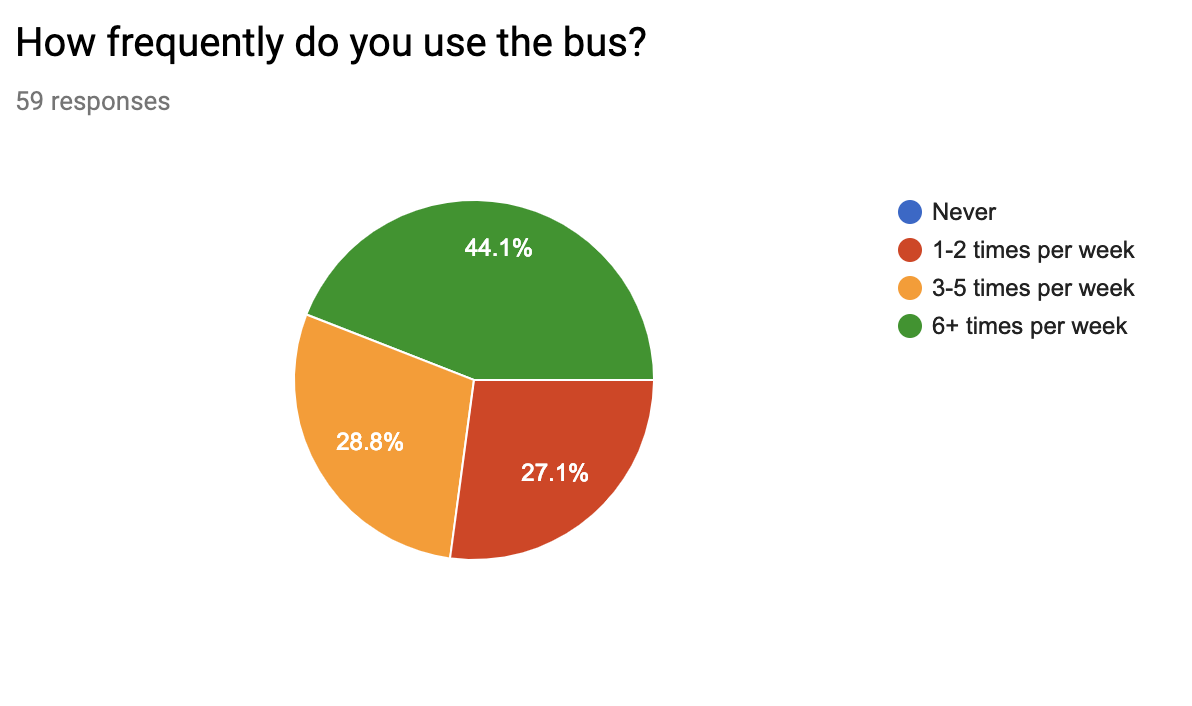 How frequently do you use the bus?
59 responses
44.1%
28.8%
27.1%
Never
1-2 times per week
3-5 times per week
6+ times per week